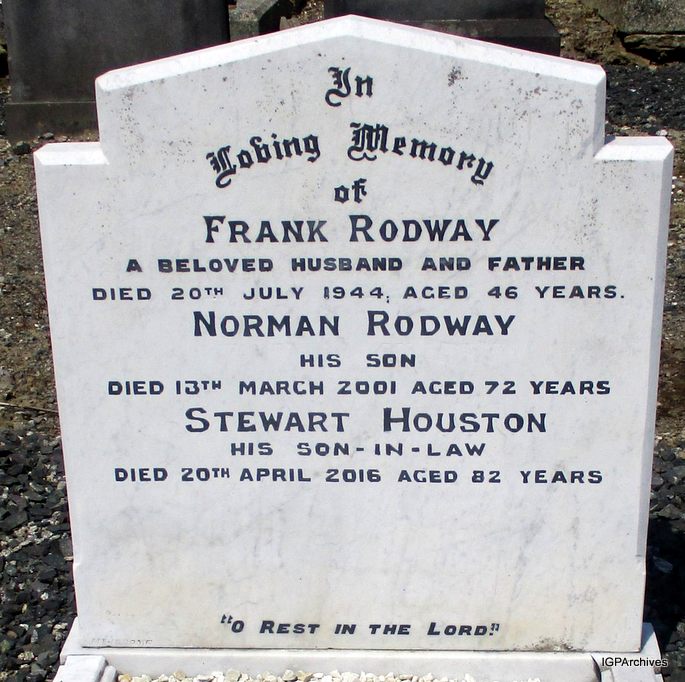 In
Loving Memory
of
FRANK RODWAY
A BELOVED HUSBAND AND FATHER
DIED 20TH JULY 1944, AGED 46 YEARS.
NORMAN RODWAY
HIS SON
DIED 13TH MARCH 2001 AGED 72 YEARS
STEWART HOUSTON
HIS SON-IN-LAW
DIED 20TH APRIL 2016 AGED 82 YEARS
"O REST IN THE LORD."
IGPArchives